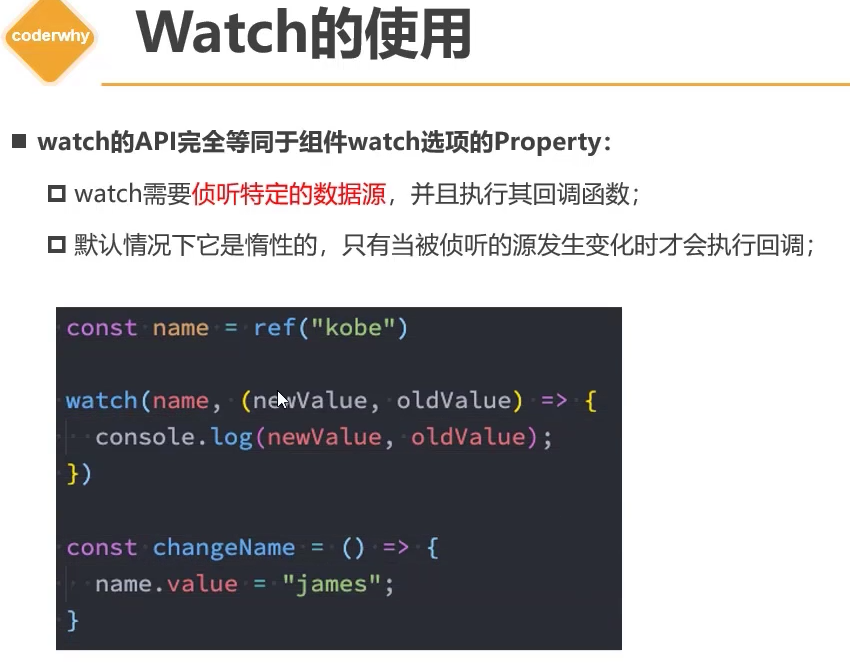 coderwhy
Watch的使用
watch的API完全等同于组件watch选项的Property：
watch需要侦听特定的数据源，并且执行其回调函数；
默认情况下它是惰性的，只有当被侦听的源发生变化时才会执行回调；
const name = ref("kobe")
watch(name, (newValue, oldValue) => {
  console.log(newValue, oldValue);
})
const changeName = () => {
  name.value = "james";
}